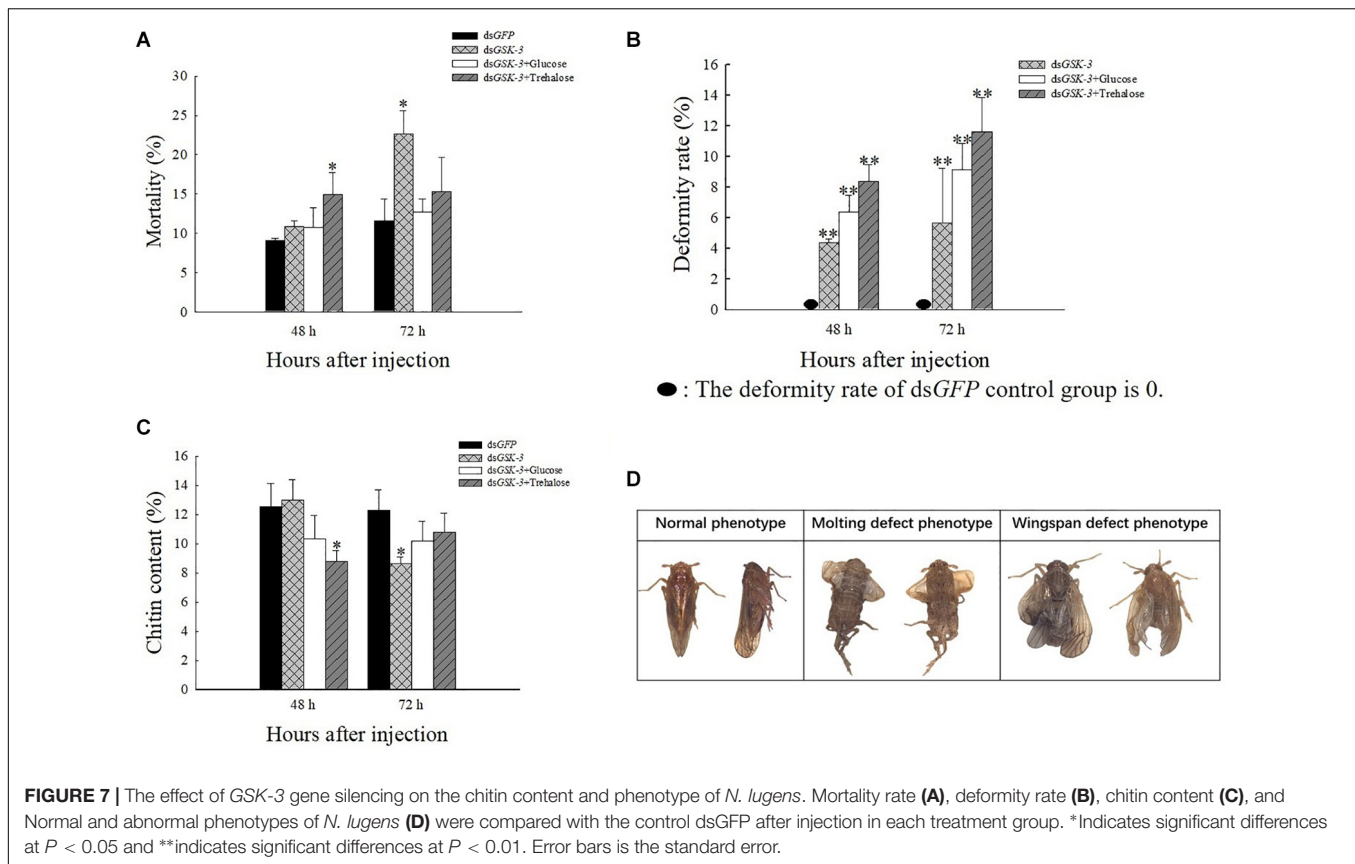 A
dsGFP
dsGSK-3
dsGSK-3+Glucose
dsGSK-3+Trehalose
30
25
20
15
10
5
0
Mortality (%)
*
*
48 h
72 h
Hours after injection
B
dsGSK-3
dsGSK-3+Glucose
dsGSK-3+Trehalose
16
14
12
10
8
6
4
2
0
Deformity rate (%)
**
**
**
**
**
**
48 h
72 h
Hours after injection
: The deformity rate of dsGFP control group is 0.
C
dsGFP
dsGSK-3
dsGSK-3+Glucose
dsGSK-3+Trehalose
16
14
12
10
8
6
4
2
0
Chitin content (%)
*
*
48 h
72 h
Hours after injection
D
Normal phenotype
Molting defect phenotype
Wingspan defect phenotype
FIGURE 7 | The effect of GSK-3 gene silencing on the chitin content and phenotype of N. lugens. Mortality rate (A), deformity rate (B), chitin content (C), and
Normal and abnormal phenotypes of N. lugens (D) were compared with the control dsGFP after injection in each treatment group. *Indicates significant differences
at P < 0.05 and **indicates significant differences at P < 0.01. Error bars is the standard error.